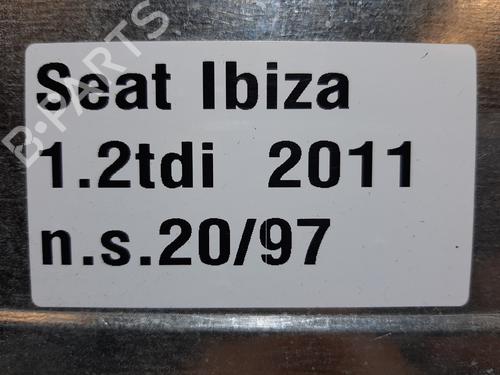 B-PARTS
Seat Ibiza
1.2tdi 2011
n.s.20/97